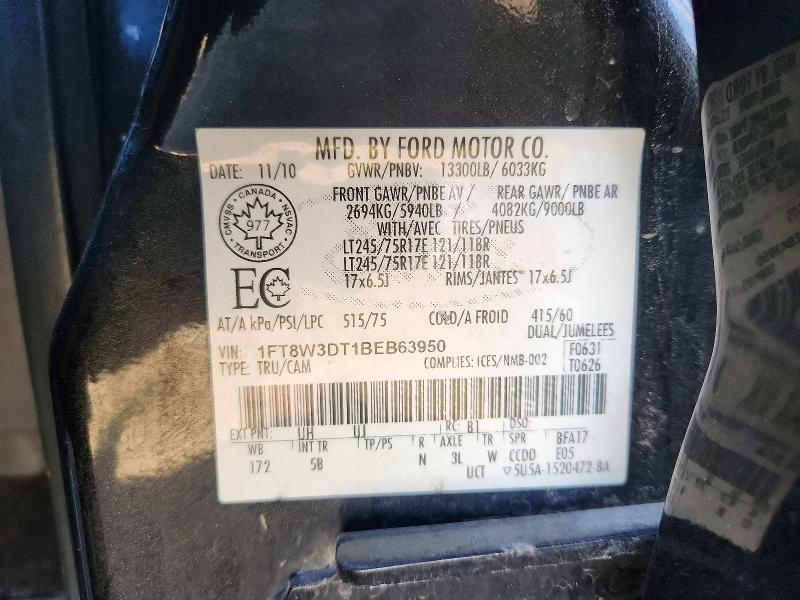 MFD. BY FORD MOTOR CO.
DATE: 11/10 GVWR/PNBV: 13300LB/ 6033KG
FRONT GAWR/PNBE AV / REAR GAWR/ PNBE AR
2694KG/5940LB / 4082KG/9000LB
WITH/AVEC TIRES/PNEUS
LT245/75R17E 121/118R
LT245/75R17E 121/118R
17x6.5J RIMS/JANTES 17x6.5J
CANADA
CMVSS 977 NSVAC
TRANSPORT
EC
AT/A kPa/PSI/LPC 515/75 COLD/A FROID 415/60
DUAL/JUMELEES
VIN: 1FT8W3DT1BEB63950 F0631
TYPE: TRU/CAM COMPLIES: ICES/NMB-002 T0626
EXT PNT: UH UJ RC: B1 DSO:
WB INT TR TP/PS R AXLE TR SPR BFA17
172 5B N 3L W CCDD E05
UCT 5U5A-1520472-BA